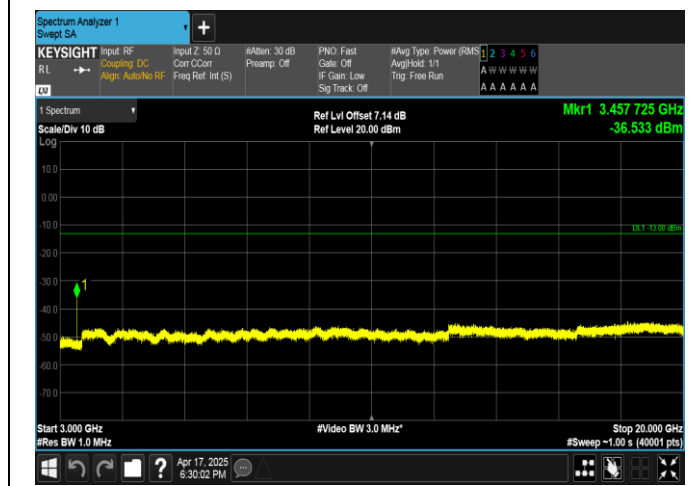 Spectrum Analyzer 1
Swept SA
KEYSIGHT Input: RF Input Z: 50 Ω #Atten: 30 dB PNO: Fast #Avg Type: Power (RMS 1 2 3 4 5 6
RL Coupling: DC Corr CCorr Preamp: Off Gate: Off Avg|Hold: 1/1 A W W W W W
Align: Auto/No RF Freq Ref: Int (S) IF Gain: Low Trig: Free Run
Sig Track: Off A A A A A A
LXI
1 Spectrum Ref Lvl Offset 7.14 dB Mkr1 3.457 725 GHz
Scale/Div 10 dB Ref Level 20.00 dBm -36.533 dBm
Log
10.0
0.00
-10.0
DL1 -13.00 dBm
-20.0
-30.0 1
-40.0
-50.0
-60.0
-70.0
Start 3.000 GHz #Video BW 3.0 MHz* Stop 20.000 GHz
#Res BW 1.0 MHz #Sweep ~1.00 s (40001 pts)
? Apr 17, 2025
6:30:02 PM